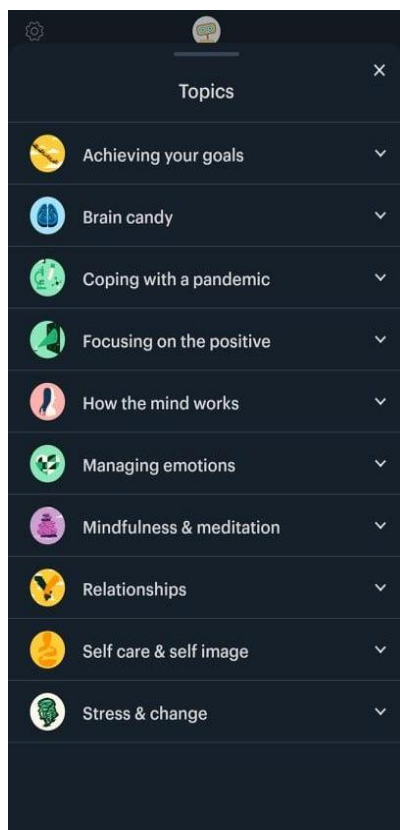 Topics
Achieving your goals
Brain candy
Coping with a pandemic
Focusing on the positive
How the mind works
Managing emotions
Mindfulness & meditation
Relationships
Self care & self image
Stress & change